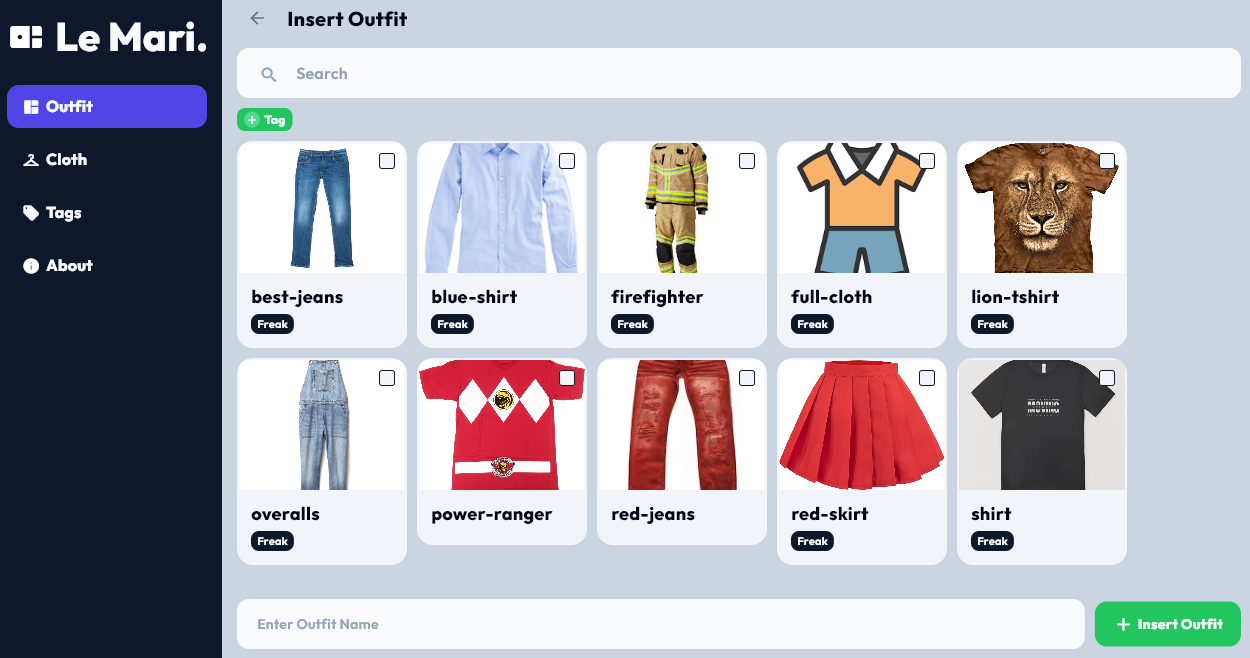 Le Mari.
Outfit
Cloth
Tags
About
Insert Outfit
Search
+ Tag
best-jeans
Freak
blue-shirt
Freak
firefighter
Freak
full-cloth
Freak
lion-tshirt
Freak
overalls
Freak
power-ranger
red-jeans
red-skirt
Freak
MOVING
shirt
Freak
Enter Outfit Name
+ Insert Outfit